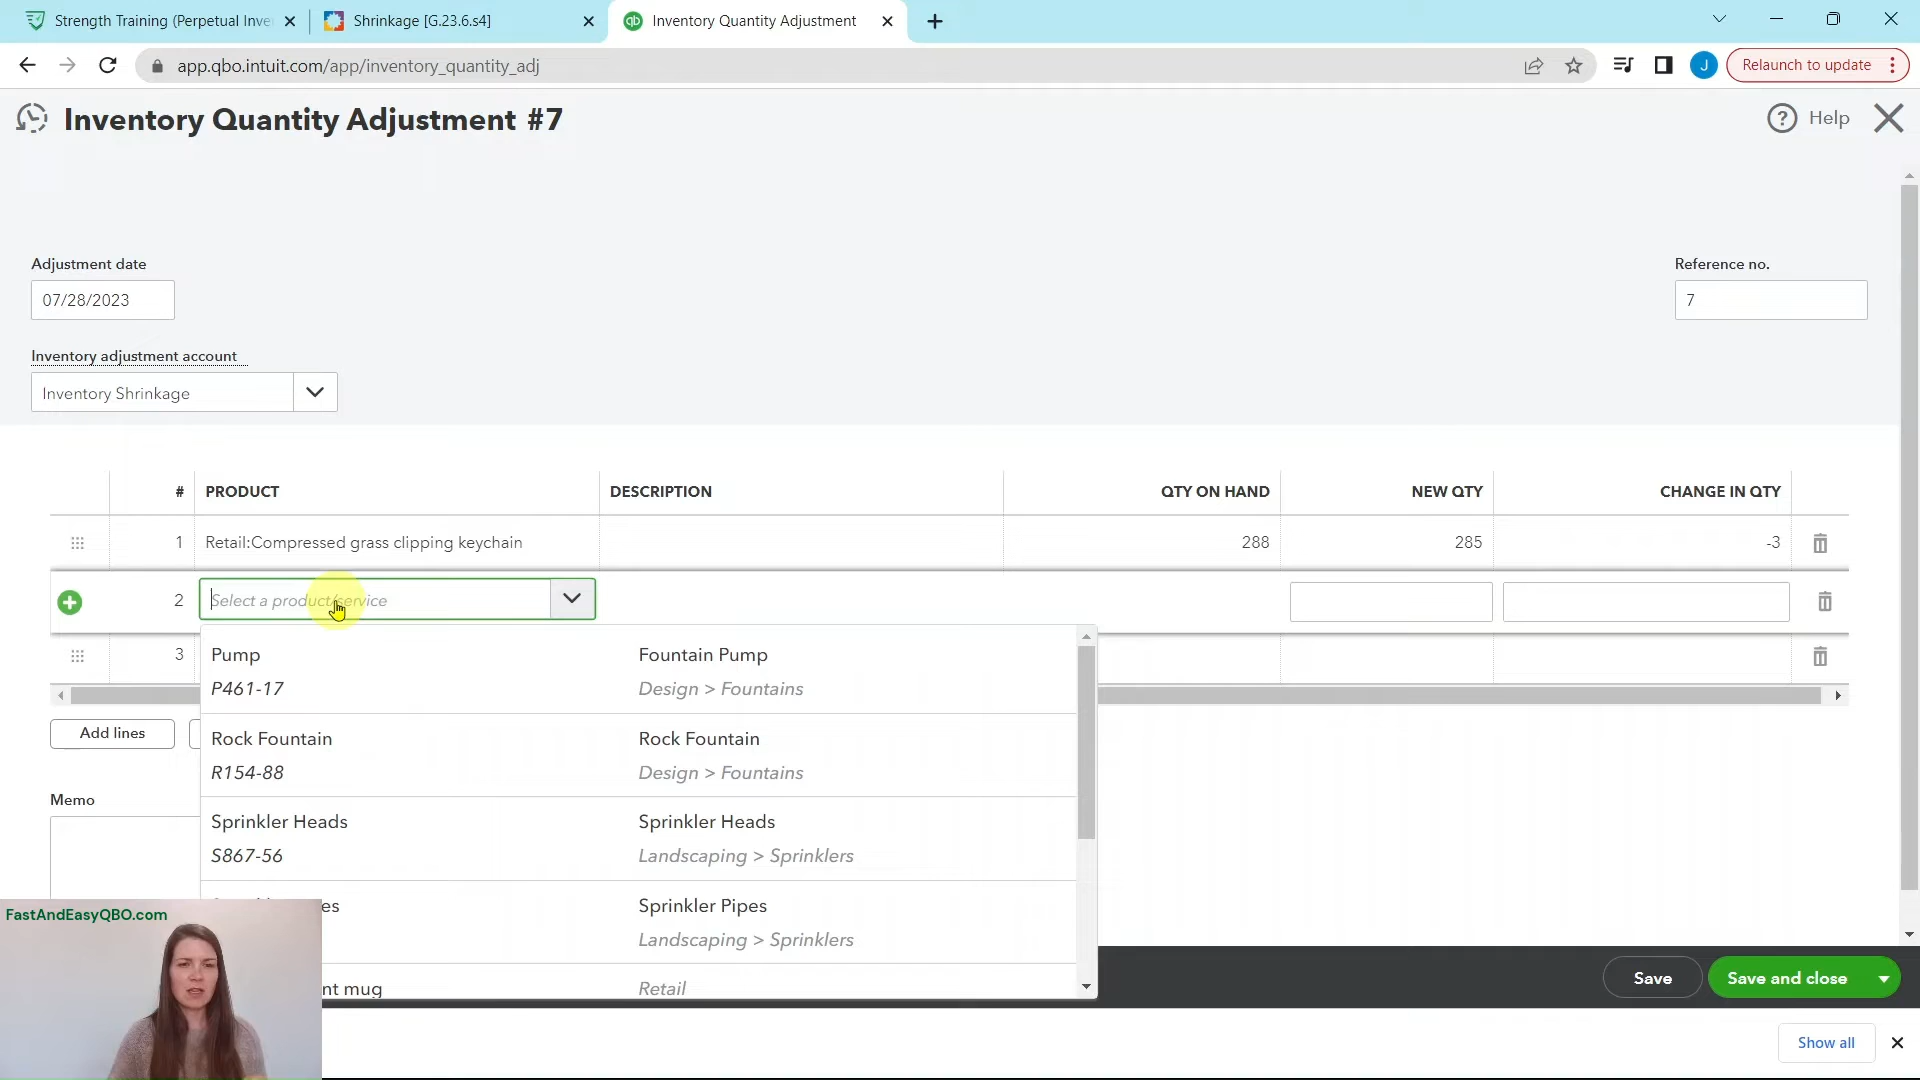 Strength Training (Perpetual Inve
Shrinkage [G.23.6.s4]
Inventory Quantity Adjustment
app.qbo.intuit.com/app/inventory_quantity_adj
J
Relaunch to update
Inventory Quantity Adjustment #7
Help
Adjustment date
Reference no.
07/28/2023
7
Inventory adjustment account
Inventory Shrinkage
# PRODUCT DESCRIPTION QTY ON HAND NEW QTY CHANGE IN QTY
1 Retail:Compressed grass clipping keychain 288 285 -3
2 Select a product/service
3
Pump Fountain Pump
P461-17 Design > Fountains
Rock Fountain Rock Fountain
R154-88 Design > Fountains
Sprinkler Heads Sprinkler Heads
S867-56 Landscaping > Sprinklers
es Sprinkler Pipes
Landscaping > Sprinklers
nt mug Retail
Add lines
Memo
FastAndEasyQBO.com
Save
Save and close
Show all